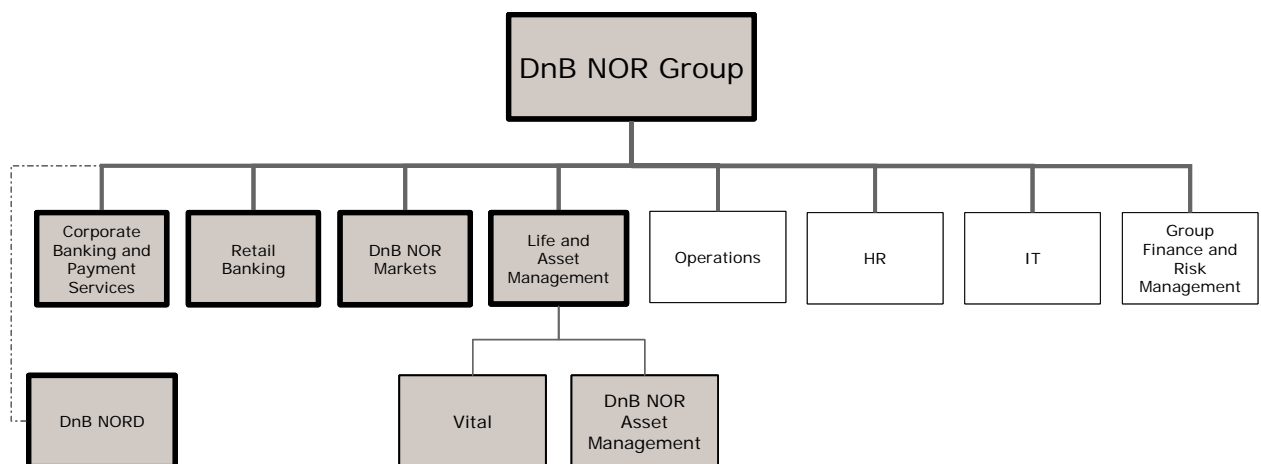 DnB NOR Group
Corporate
Banking and
Payment
Services
Retail
Banking
DnB NOR
Markets
Life and
Asset
Management
Operations
HR
IT
Group
Finance and
Risk
Management
DnB NORD
Vital
DnB NOR
Asset
Management